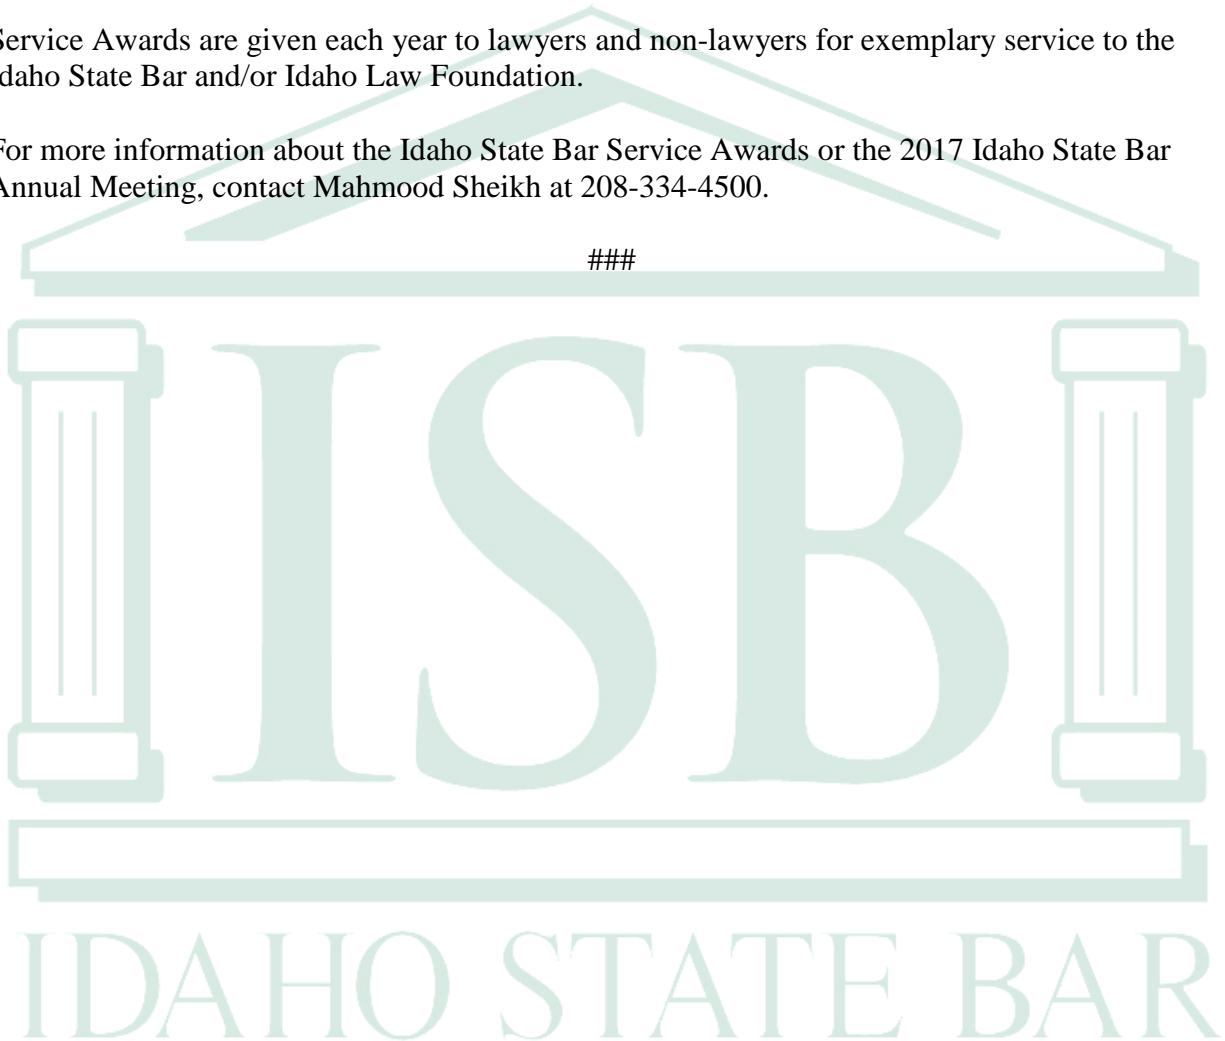 Service Awards are given each year to lawyers and non-lawyers for exemplary service to the
Idaho State Bar and/or Idaho Law Foundation.
For more information about the Idaho State Bar Service Awards or the 2017 Idaho State Bar
Annual Meeting, contact Mahmood Sheikh at 208-334-4500.
###
ISB
IDAHO STATE BAR